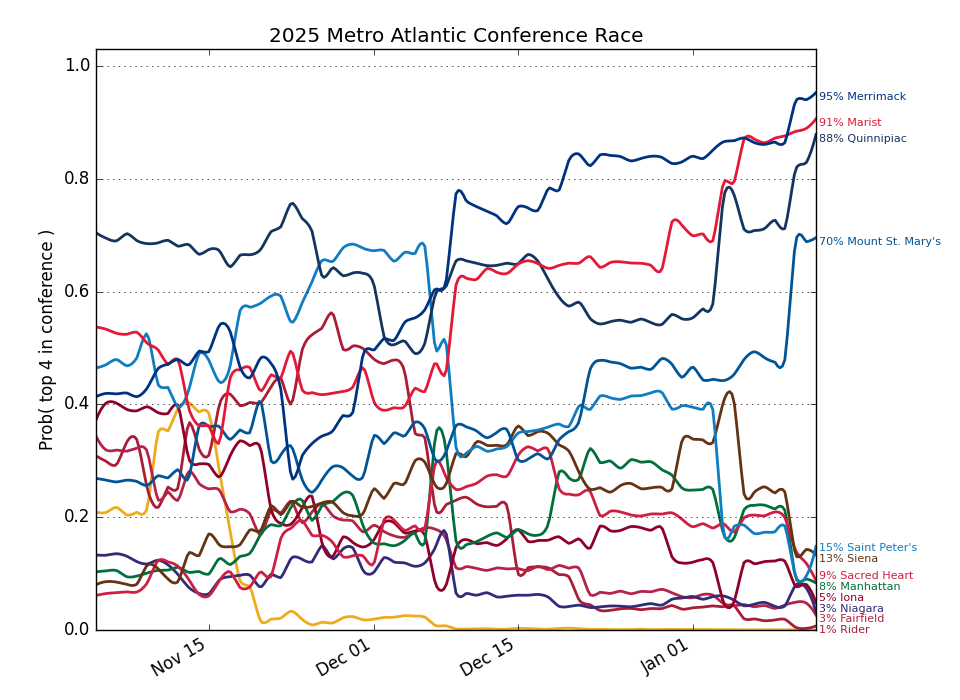 2025 Metro Atlantic Conference Race
Prob( top 4 in conference )
1.0
0.8
0.6
0.4
0.2
0.0
Nov 15
Dec 01
Dec 15
Jan 01
95% Merrimack
91% Marist
88% Quinnipiac
70% Mount St. Mary's
15% Saint Peter's
13% Siena
9% Sacred Heart
8% Manhattan
5% Iona
3% Niagara
3% Fairfield
1% Rider